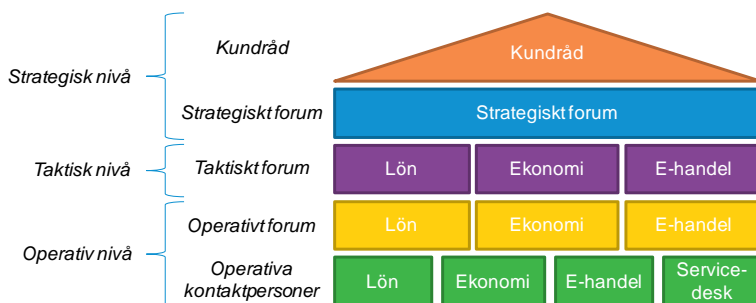 Kundråd
Kundråd
Strategisk nivå
Strategiskt forum
Strategiskt forum
Taktisk nivå
Taktiskt forum
Lön
Ekonomi
E-handel
Operativ nivå
Operativt forum
Lön
Ekonomi
E-handel
Operativa
kontaktpersoner
Lön
Ekonomi
E-handel
Service-
desk